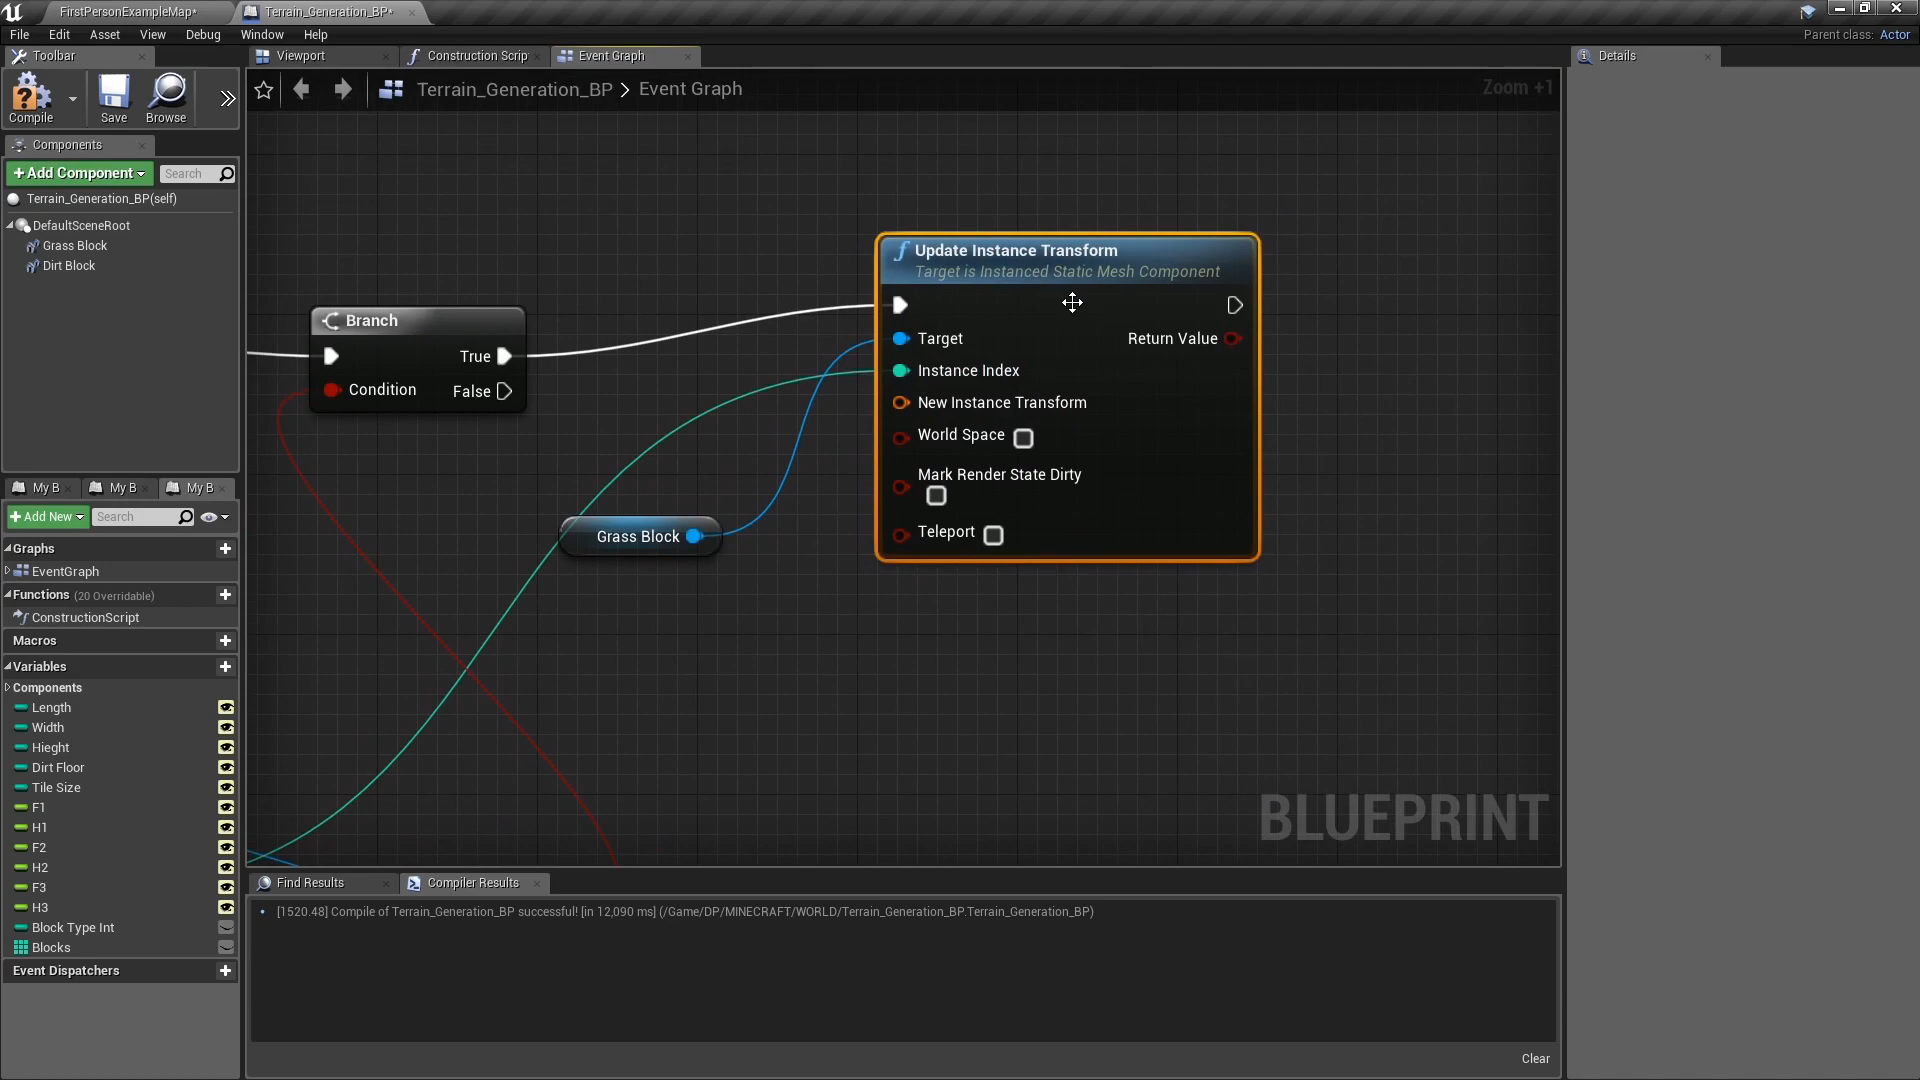 FirstPersonExampleMap*
Terrain_Generation_BP*
File Edit Asset View Debug Window Help
Parent class: Actor
Toolbar
Viewport
Construction Scrip
Event Graph
Details
Compile
Save
Browse
Terrain_Generation_BP > Event Graph
Zoom +1
Components
+Add Component
Search
Terrain_Generation_BP(self)
DefaultSceneRoot
Grass Block
Dirt Block
My B
My B
My B
+Add New
Search
Graphs
EventGraph
Functions (20 Overridable)
ConstructionScript
Macros
Variables
Components
Length
Width
Hieght
Dirt Floor
Tile Size
F1
H1
F2
H2
F3
H3
Block Type Int
Blocks
Event Dispatchers
Branch
True
Condition
False
Grass Block
f Update Instance Transform
Target is Instanced Static Mesh Component
Target
Return Value
Instance Index
New Instance Transform
World Space
Mark Render State Dirty
Teleport
BLUEPRINT
Find Results
Compiler Results
[1520.48] Compile of Terrain_Generation_BP successful! [in 12,090 ms] (/Game/DP/MINECRAFT/WORLD/Terrain_Generation_BP.Terrain_Generation_BP)
Clear